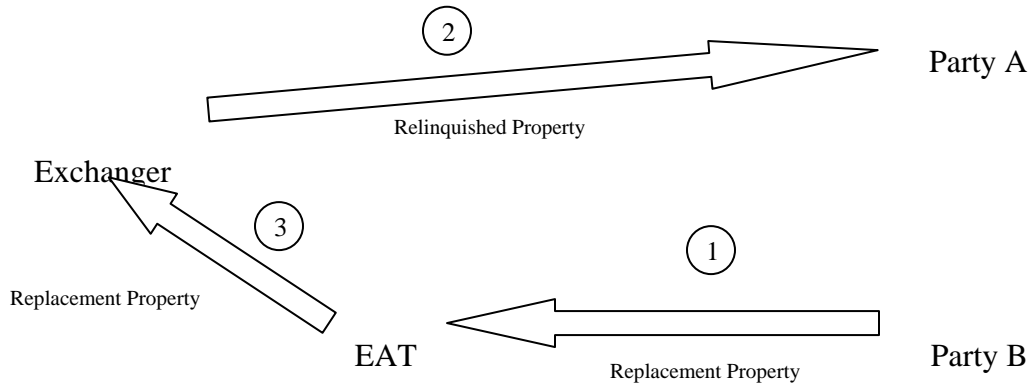 2
Party A
Relinquished Property
Exchanger
3
1
Replacement Property
EAT
Party B
Replacement Property